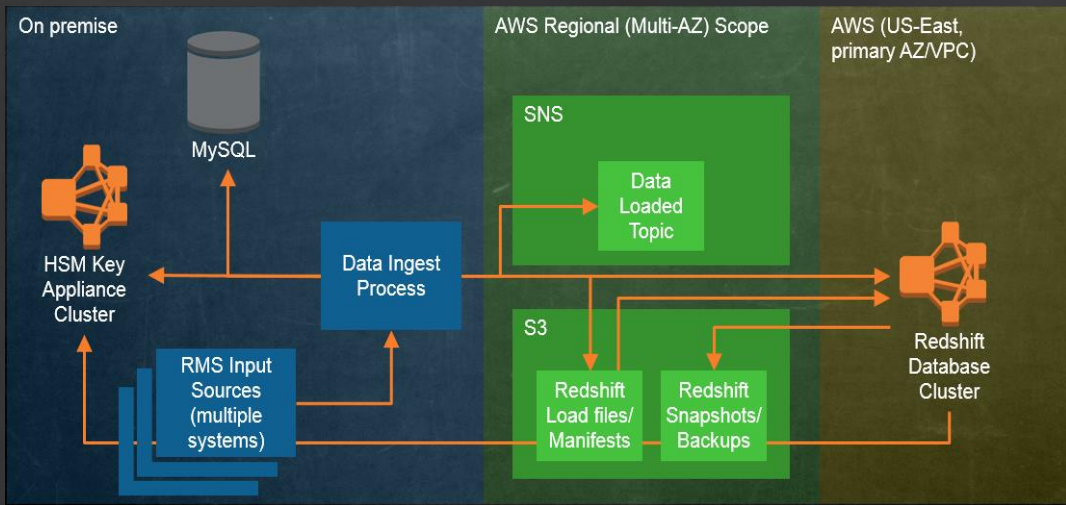 On premise
AWS Regional (Multi-AZ) Scope
AWS (US-East,
primary AZ/VPC)
MySQL
HSM Key
Appliance
Cluster
Data Ingest
Process
RMS Input
Sources
(multiple
systems)
SNS
Data
Loaded
Topic
S3
Redshift
Load files/
Manifests
Redshift
Snapshots/
Backups
Redshift
Database
Cluster